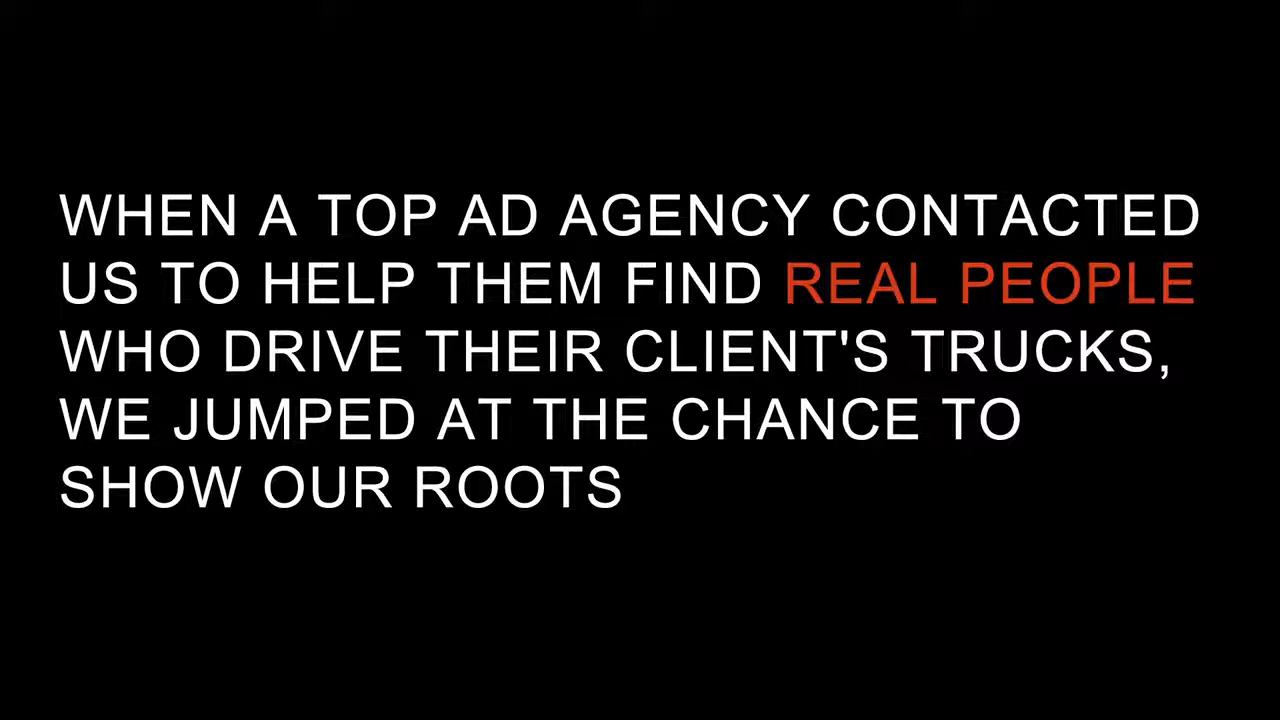 WHEN A TOP AD AGENCY CONTACTED
US TO HELP THEM FIND REAL PEOPLE
WHO DRIVE THEIR CLIENT'S TRUCKS,
WE JUMPED AT THE CHANCE TO
SHOW OUR ROOTS